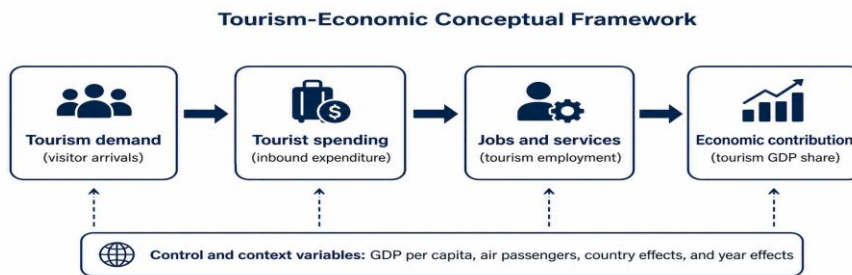 Tourism-Economic Conceptual Framework
$
Tourism demand
(visitor arrivals)
Tourist spending
(inbound expenditure)
Jobs and services
(tourism employment)
Economic contribution
(tourism GDP share)
Control and context variables: GDP per capita, air passengers, country effects, and year effects